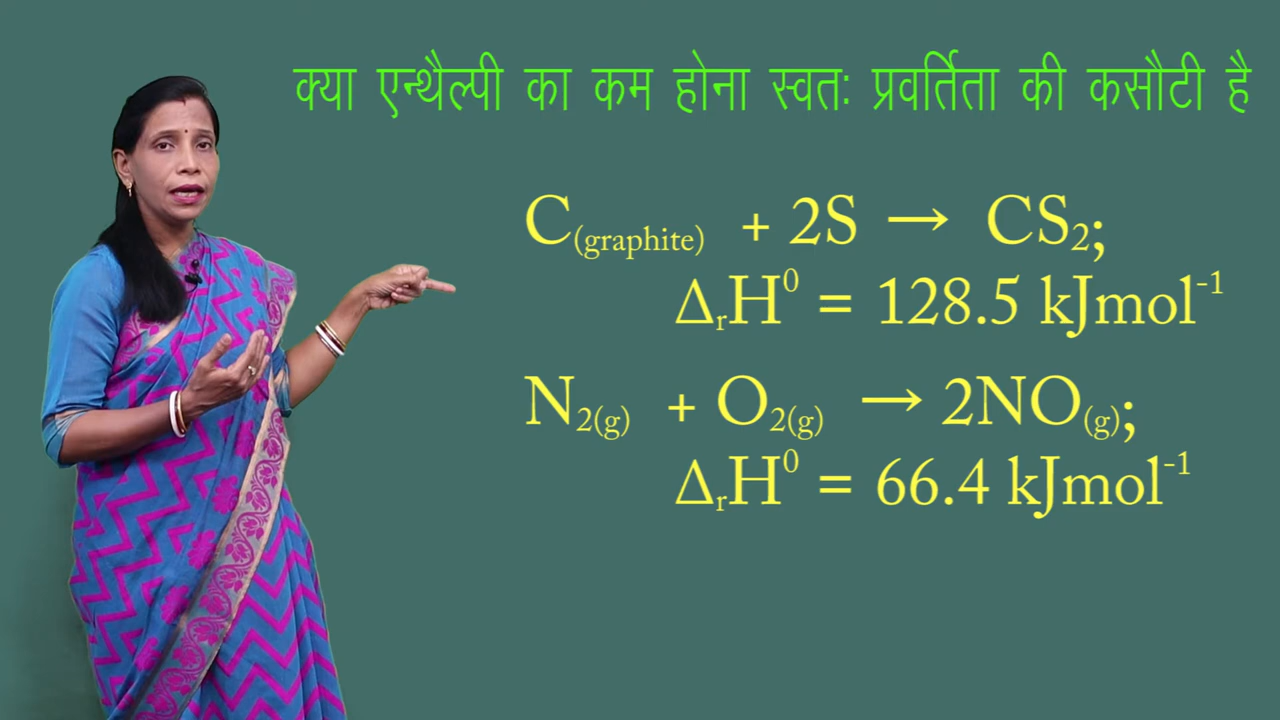 क्या एन्थैल्पी का कम होना स्वतः प्रवर्तिता की कसौटी है
C(graphite) + 2S → CS₂;
ΔrH⁰ = 128.5 kJmol⁻¹
N₂(g) + O₂(g) → 2NO(g);
ΔrH⁰ = 66.4 kJmol⁻¹